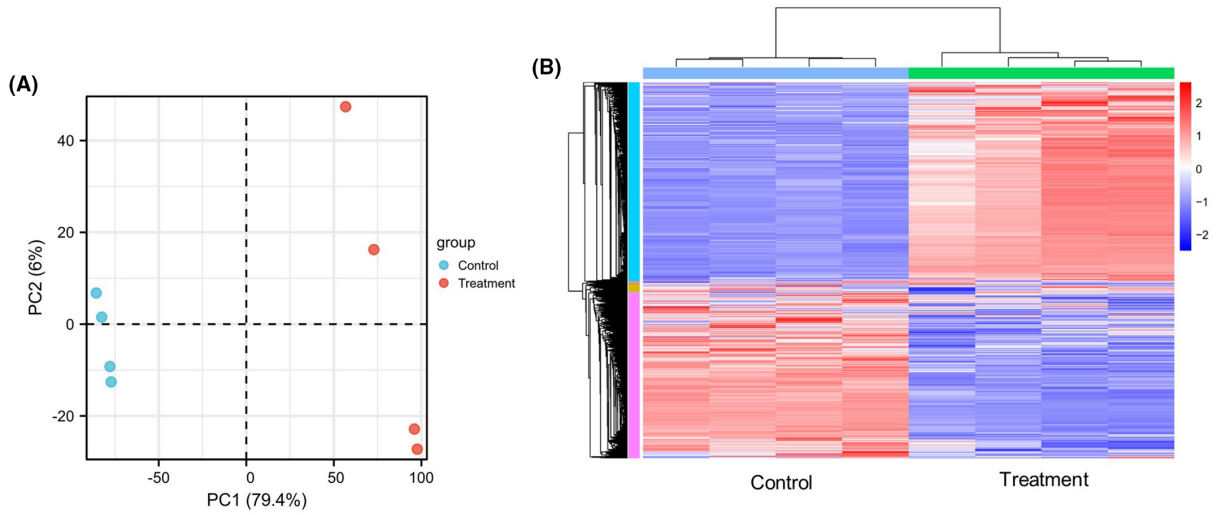 (A)
40
20
0
-20
PC2 (6%)
-50
0
50
100
PC1 (79.4%)
group
Control
Treatment
(B)
2
1
0
−1
−2
Control
Treatment